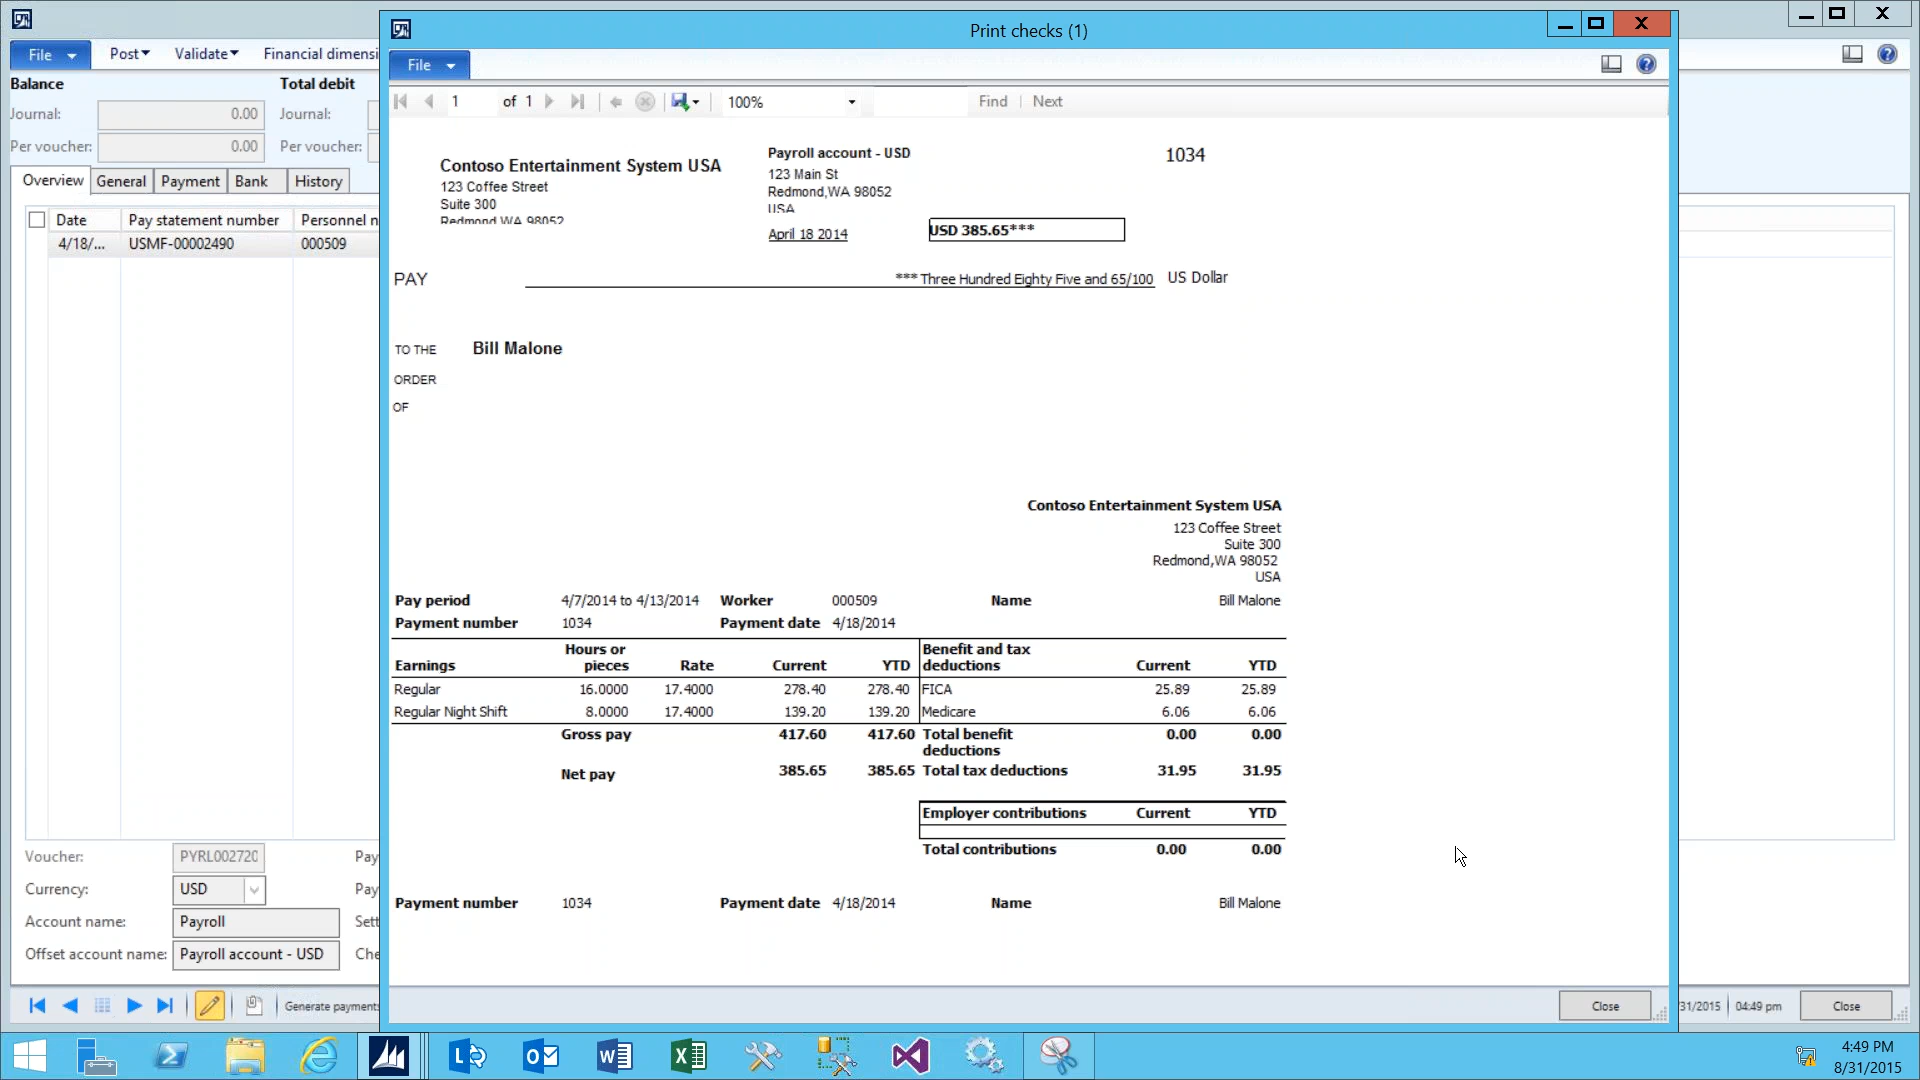 Print checks (1)
File Post Validate Financial dimensi
File
Balance Total debit
Journal: 0.00 Journal:
Per voucher: 0.00 Per voucher:
1 of 1 100% Find Next
Overview General Payment Bank History
Date Pay statement number Personnel n
4/18/... USMF-00002490 000509
Contoso Entertainment System USA
123 Coffee Street
Suite 300
Redmond WA 98052
Payroll account - USD
123 Main St
Redmond,WA 98052
USA
1034
April 18 2014 USD 385.65***
PAY *** Three Hundred Eighty Five and 65/100 US Dollar
TO THE Bill Malone
ORDER
OF
Contoso Entertainment System USA
123 Coffee Street
Suite 300
Redmond,WA 98052
USA
Pay period 4/7/2014 to 4/13/2014 Worker 000509 Name Bill Malone
Payment number 1034 Payment date 4/18/2014
Earnings Hours or pieces Rate Current YTD Benefit and tax deductions Current YTD
Regular 16.0000 17.4000 278.40 278.40 FICA 25.89 25.89
Regular Night Shift 8.0000 17.4000 139.20 139.20 Medicare 6.06 6.06
Gross pay 417.60 417.60 Total benefit deductions 0.00 0.00
Net pay 385.65 385.65 Total tax deductions 31.95 31.95
Employer contributions Current YTD
Total contributions 0.00 0.00
Payment number 1034 Payment date 4/18/2014 Name Bill Malone
Voucher: PYRL002720 Pay
Currency: USD Pay
Account name: Payroll Sett
Offset account name: Payroll account - USD Che
Generate payments Close /31/2015 04:49 pm Close
4:49 PM
8/31/2015